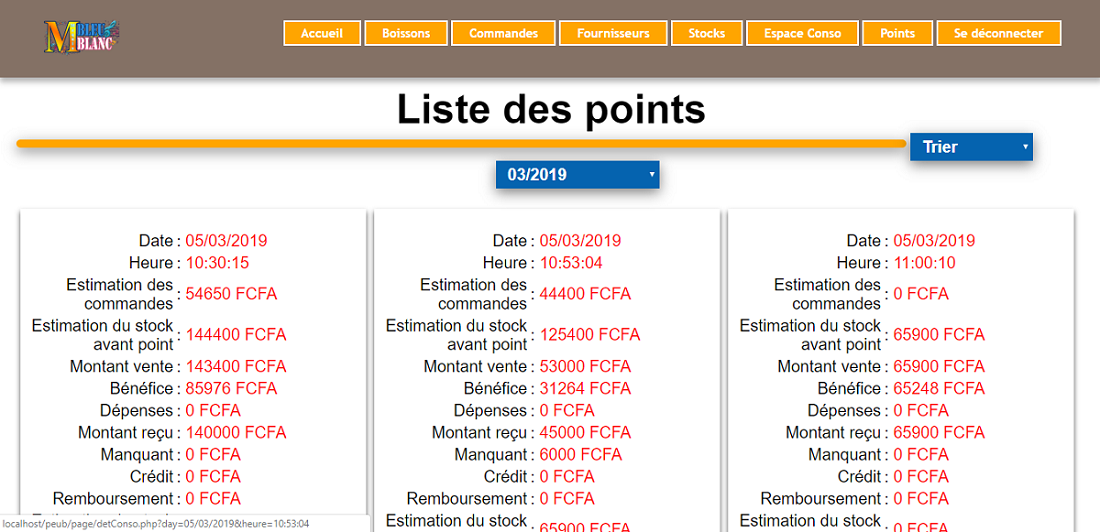 M BLEU BLANC
Accueil Boissons Commandes Fournisseurs Stocks Espace Conso Points Se déconnecter
Liste des points
Trier
03/2019
Date : 05/03/2019
Heure : 10:30:15
Estimation des
commandes : 54650 FCFA
Estimation du stock
avant point : 144400 FCFA
Montant vente : 143400 FCFA
Bénéfice : 85976 FCFA
Dépenses : 0 FCFA
Montant reçu : 140000 FCFA
Manquant : 0 FCFA
Crédit : 0 FCFA
Remboursement : 0 FCFA
Date : 05/03/2019
Heure : 10:53:04
Estimation des
commandes : 44400 FCFA
Estimation du stock
avant point : 125400 FCFA
Montant vente : 53000 FCFA
Bénéfice : 31264 FCFA
Dépenses : 0 FCFA
Montant reçu : 45000 FCFA
Manquant : 6000 FCFA
Crédit : 0 FCFA
Remboursement : 0 FCFA
Estimation du stock : 65900 FCFA
Date : 05/03/2019
Heure : 11:00:10
Estimation des
commandes : 0 FCFA
Estimation du stock
avant point : 65900 FCFA
Montant vente : 65900 FCFA
Bénéfice : 65248 FCFA
Dépenses : 0 FCFA
Montant reçu : 65900 FCFA
Manquant : 0 FCFA
Crédit : 0 FCFA
Remboursement : 0 FCFA
Estimation du stock : 0 FCFA
localhost/peub/page/detConso.php?day=05/03/2019&heure=10:53:04